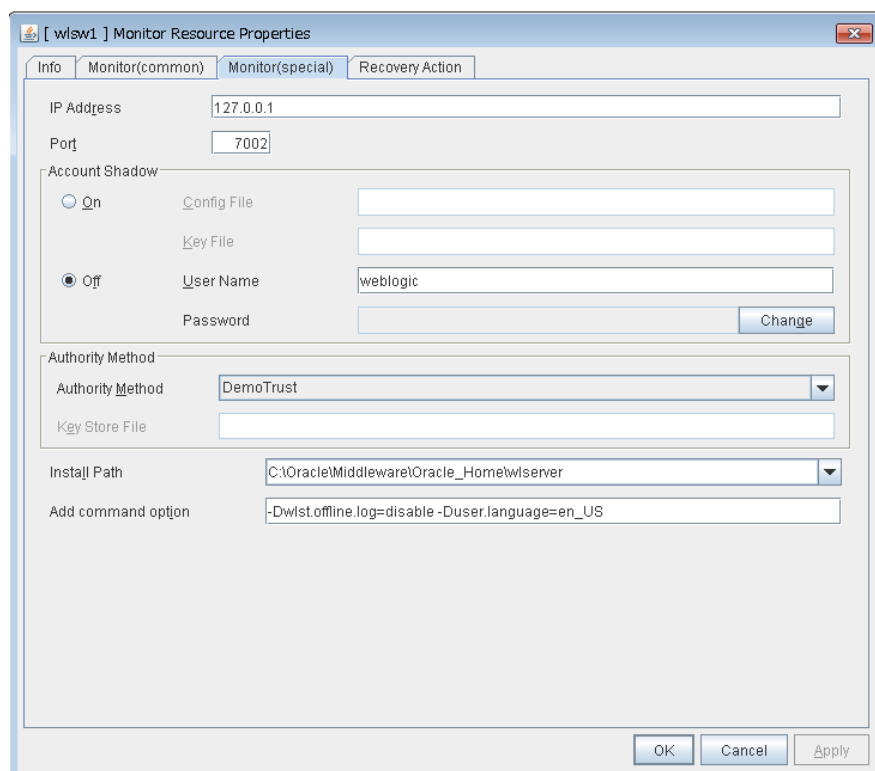 [ wlsw1 ] Monitor Resource Properties
Info Monitor(common) Monitor(special) Recovery Action
IP Address 127.0.0.1
Port 7002
Account Shadow
On Config File
Key File
Off User Name weblogic
Password Change
Authority Method
Authority Method DemoTrust
Key Store File
Install Path C:\Oracle\Middleware\Oracle_Home\wlserver
Add command option -Dwlst.offline.log=disable -Duser.language=en_US
OK Cancel Apply